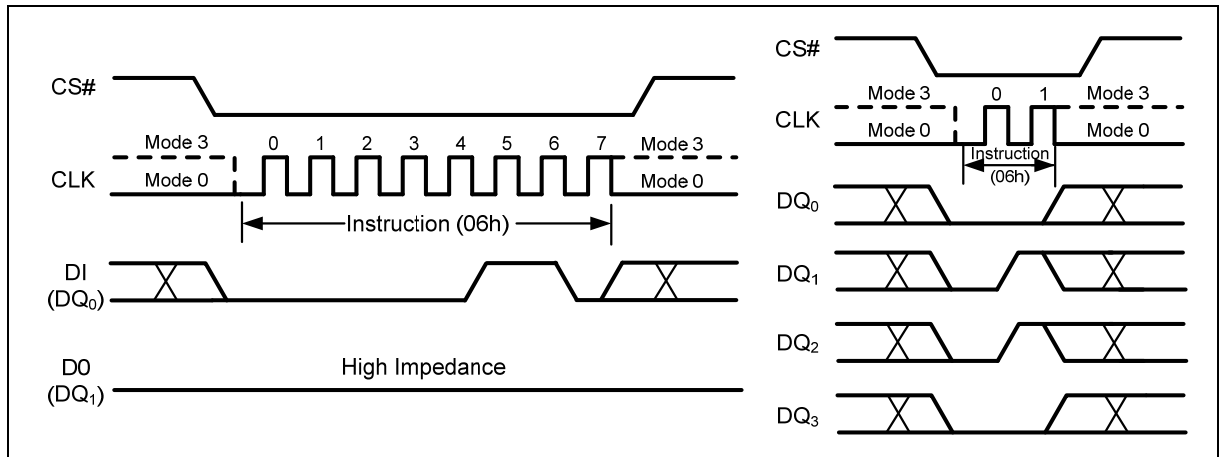 CS#
Mode 3 0 1 2 3 4 5 6 7 Mode 3
CLK
Mode 0 Mode 0
Instruction (06h)
DI
(DQ₀)
D0
(DQ₁)
High Impedance
CS#
Mode 3 0 1 Mode 3
CLK
Mode 0 Mode 0
Instruction
(06h)
DQ₀
DQ₁
DQ₂
DQ₃